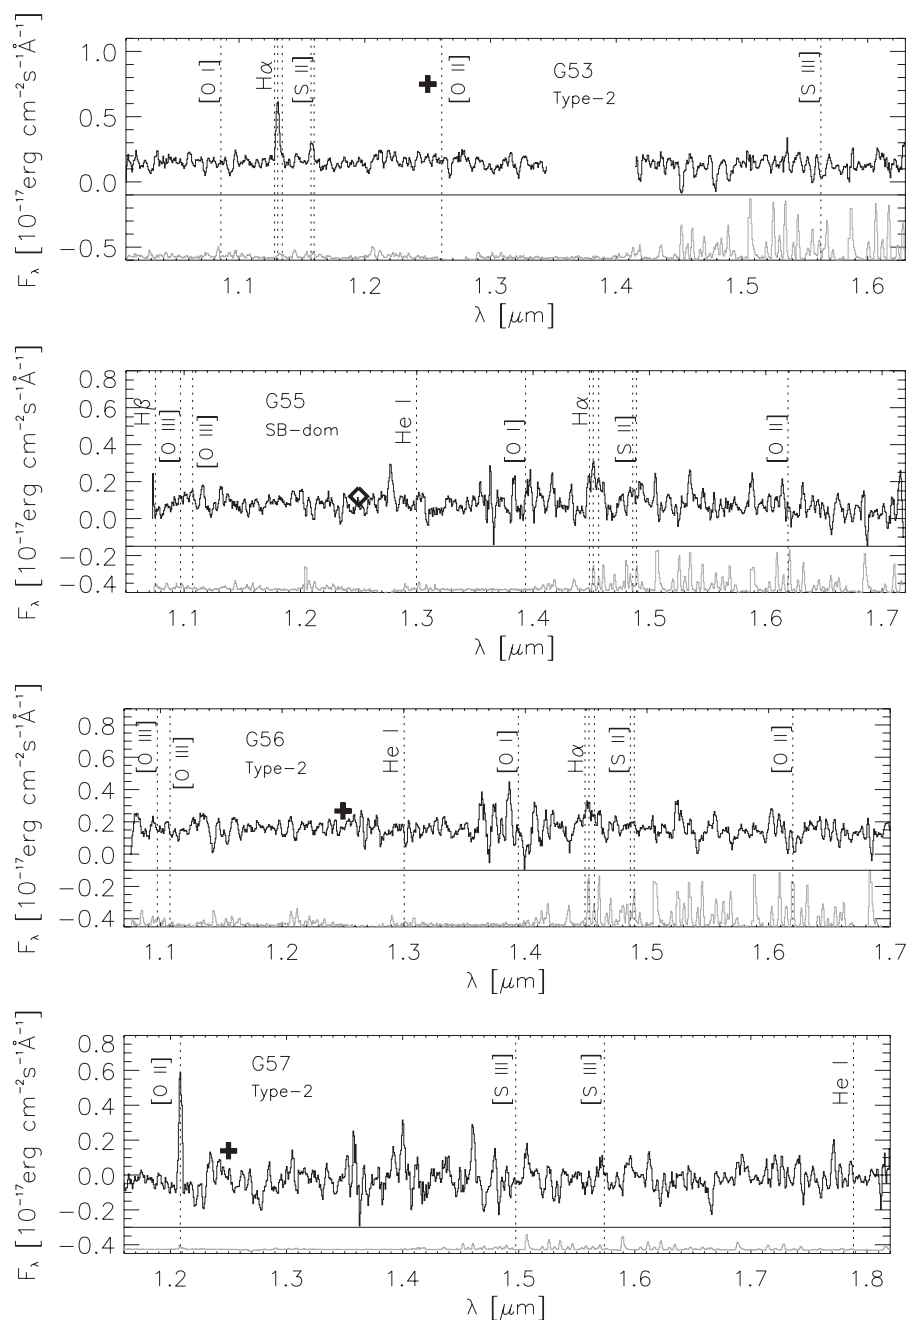 [O I]
Hα
[S II]
[O II]
G53
Type-2
[S III]
1.0
0.5
0.0
−0.5
F_λ [10⁻¹⁷erg cm⁻²s⁻¹Å⁻¹]
1.1 1.2 1.3 1.4 1.5 1.6
λ [μm]
Hβ
[O III]
[O III]
G55
SB-dom
He I
[O I]
Hα
[S II]
[O II]
0.8
0.6
0.4
0.2
0.0
−0.2
−0.4
F_λ [10⁻¹⁷erg cm⁻²s⁻¹Å⁻¹]
1.1 1.2 1.3 1.4 1.5 1.6 1.7
λ [μm]
[O III]
[O III]
G56
Type-2
He I
[O I]
Hα
[S II]
[O II]
0.8
0.6
0.4
0.2
0.0
−0.2
−0.4
F_λ [10⁻¹⁷erg cm⁻²s⁻¹Å⁻¹]
1.1 1.2 1.3 1.4 1.5 1.6 1.7
λ [μm]
[O II]
G57
Type-2
[S III]
[S III]
He I
0.8
0.6
0.4
0.2
0.0
−0.2
−0.4
F_λ [10⁻¹⁷erg cm⁻²s⁻¹Å⁻¹]
1.2 1.3 1.4 1.5 1.6 1.7 1.8
λ [μm]